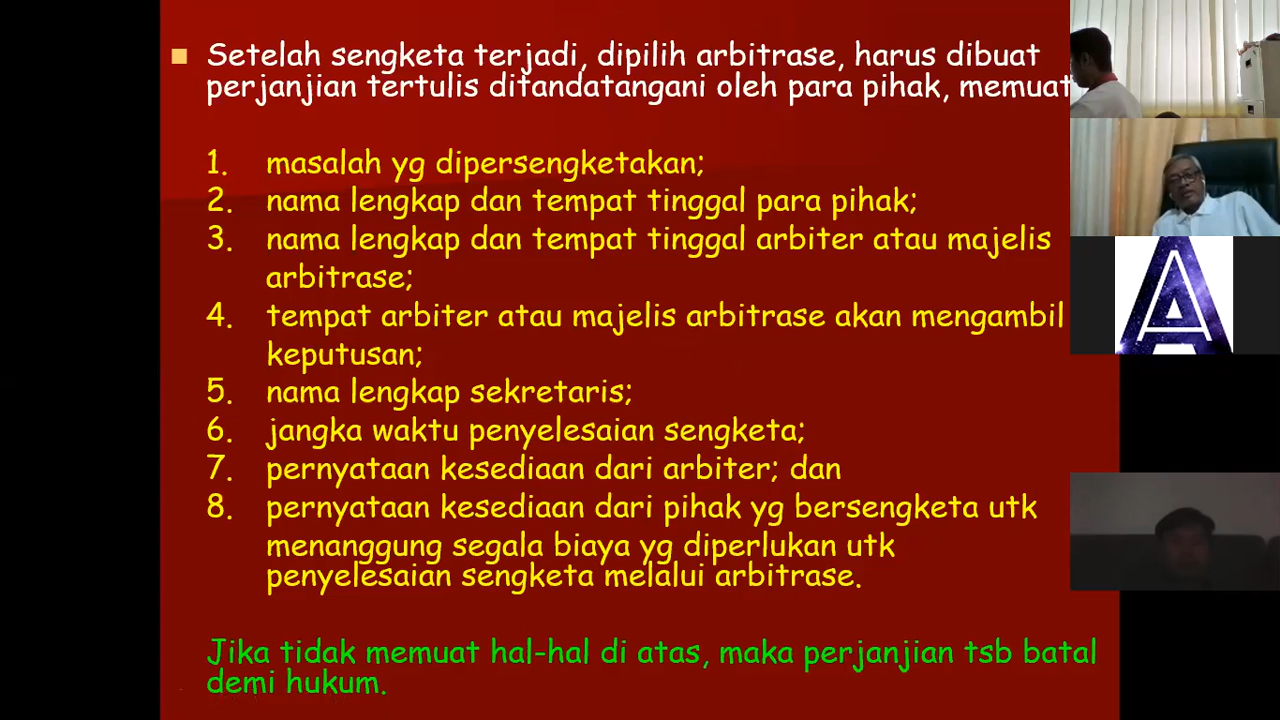 Setelah sengketa terjadi, dipilih arbitrase, harus dibuat
perjanjian tertulis ditandatangani oleh para pihak, memuat
1. masalah yg dipersengketakan;
2. nama lengkap dan tempat tinggal para pihak;
3. nama lengkap dan tempat tinggal arbiter atau majelis
arbitrase;
4. tempat arbiter atau majelis arbitrase akan mengambil
keputusan;
5. nama lengkap sekretaris;
6. jangka waktu penyelesaian sengketa;
7. pernyataan kesediaan dari arbiter; dan
8. pernyataan kesediaan dari pihak yg bersengketa utk
menanggung segala biaya yg diperlukan utk
penyelesaian sengketa melalui arbitrase.
Jika tidak memuat hal-hal di atas, maka perjanjian tsb batal
demi hukum.
A